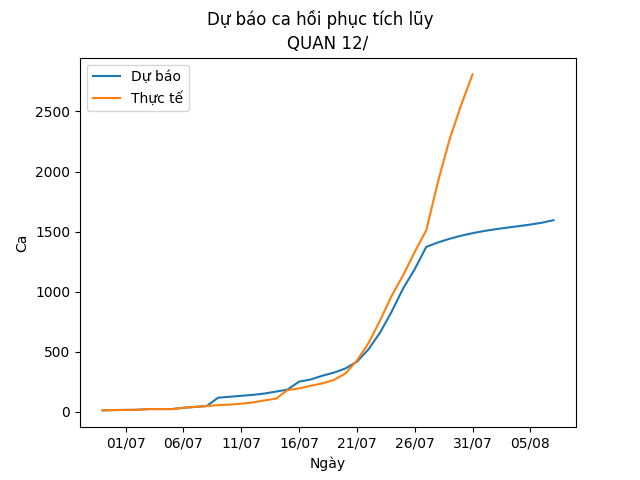 Dự báo ca hồi phục tích lũy
QUAN 12/
Dự báo
Thực tế
Ca
2500
2000
1500
1000
500
0
01/07 06/07 11/07 16/07 21/07 26/07 31/07 05/08
Ngày